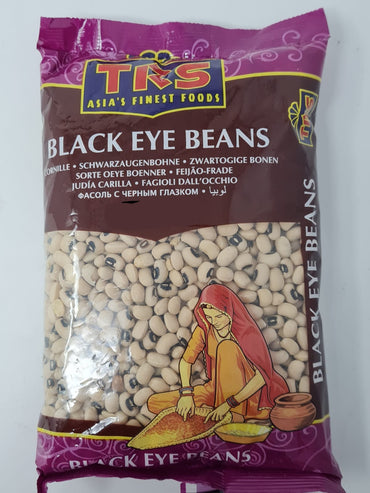 TRS
ASIA'S FINEST FOODS
BLACK EYE BEANS
CORNILLE • SCHWARZAUGENBOHNE • ZWARTOGIGE BONEN
SORTE OEYE BOENNER • FEIJÃO-FRADE
JUDÍA CARILLA • FAGIOLI DALL'OCCHIO
ФАСОЛЬ С ЧЕРНЫМ ГЛАЗКОМ • لوبيا
TRS
BLACK EYE BEANS
BLACK EYE BEANS